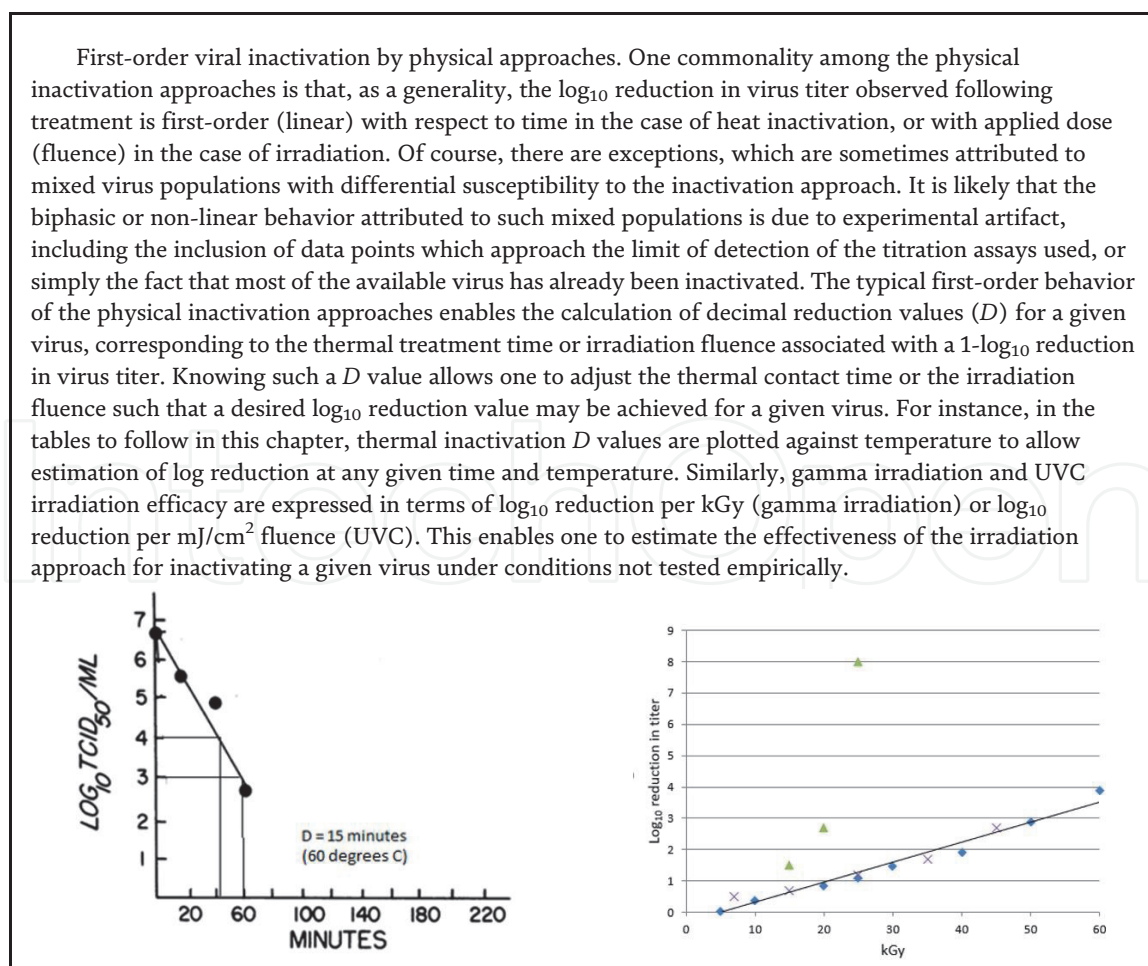 First-order viral inactivation by physical approaches. One commonality among the physical
inactivation approaches is that, as a generality, the log10 reduction in virus titer observed following
treatment is first-order (linear) with respect to time in the case of heat inactivation, or with applied dose
(fluence) in the case of irradiation. Of course, there are exceptions, which are sometimes attributed to
mixed virus populations with differential susceptibility to the inactivation approach. It is likely that the
biphasic or non-linear behavior attributed to such mixed populations is due to experimental artifact,
including the inclusion of data points which approach the limit of detection of the titration assays used, or
simply the fact that most of the available virus has already been inactivated. The typical first-order behavior
of the physical inactivation approaches enables the calculation of decimal reduction values (D) for a given
virus, corresponding to the thermal treatment time or irradiation fluence associated with a 1-log10 reduction
in virus titer. Knowing such a D value allows one to adjust the thermal contact time or the irradiation
fluence such that a desired log10 reduction value may be achieved for a given virus. For instance, in the
tables to follow in this chapter, thermal inactivation D values are plotted against temperature to allow
estimation of log reduction at any given time and temperature. Similarly, gamma irradiation and UVC
irradiation efficacy are expressed in terms of log10 reduction per kGy (gamma irradiation) or log10
reduction per mJ/cm2 fluence (UVC). This enables one to estimate the effectiveness of the irradiation
approach for inactivating a given virus under conditions not tested empirically.
IntechOpen
LOG10 TCID50/ML
7
6
5
4
3
2
1
D = 15 minutes
(60 degrees C)
20 60 100 140 180 220
MINUTES
Log10 reduction in titer
9
8
7
6
5
4
3
2
1
0
0 10 20 30 40 50 60
kGy